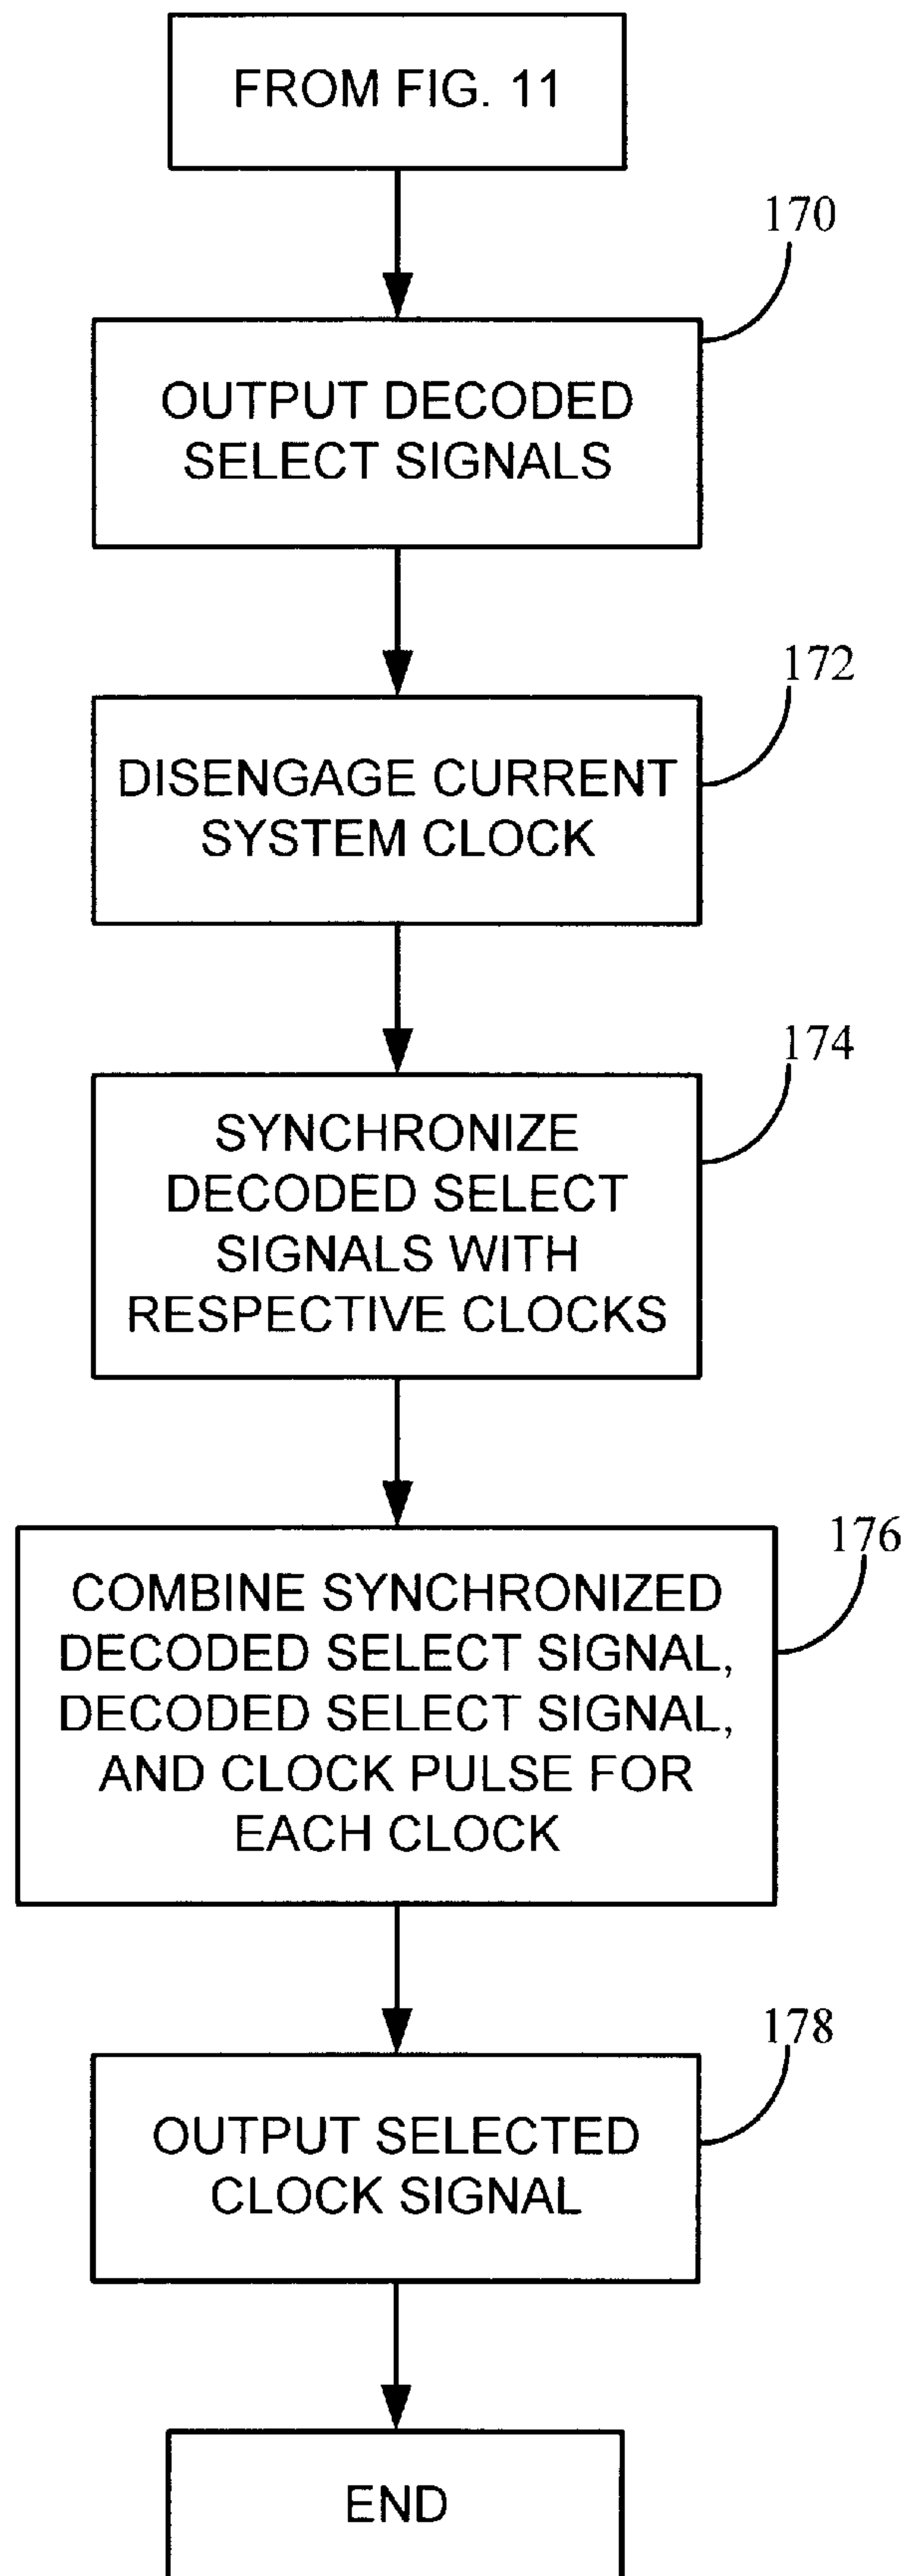 FROM FIG. 11
170
OUTPUT DECODED
SELECT SIGNALS
172
DISENGAGE CURRENT
SYSTEM CLOCK
174
SYNCHRONIZE
DECODED SELECT
SIGNALS WITH
RESPECTIVE CLOCKS
176
COMBINE SYNCHRONIZED
DECODED SELECT SIGNAL,
DECODED SELECT SIGNAL,
AND CLOCK PULSE FOR
EACH CLOCK
178
OUTPUT SELECTED
CLOCK SIGNAL
END